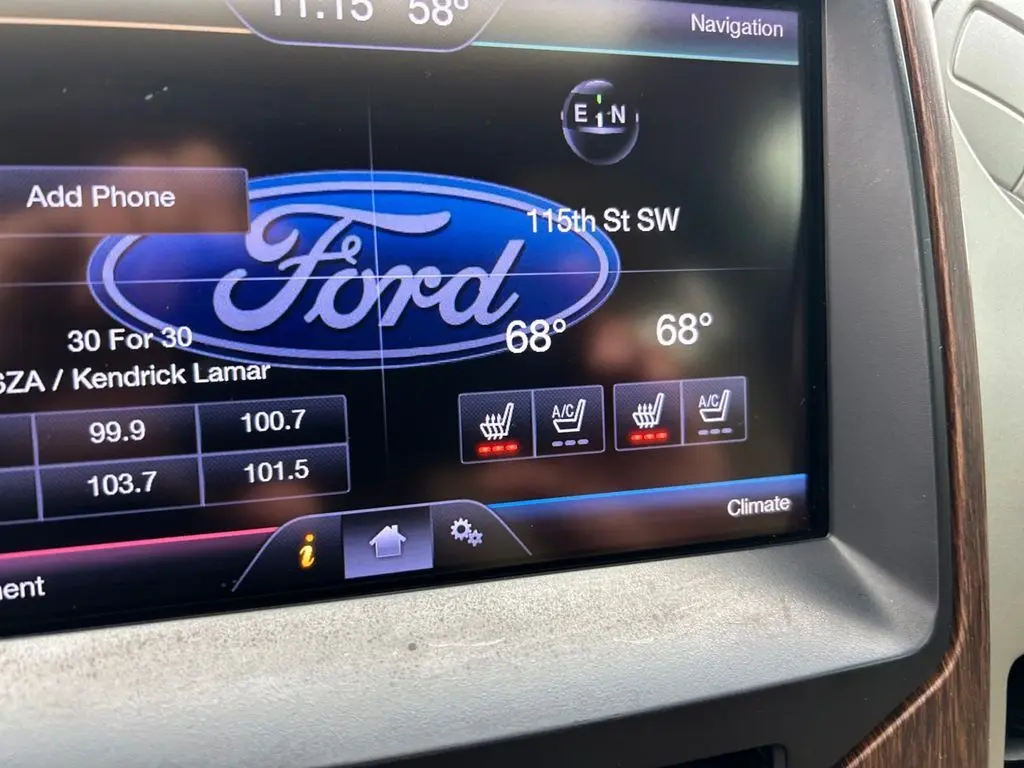 11:15 58°
Navigation
E N
Add Phone
Ford
115th St SW
30 For 30
68° 68°
SZA / Kendrick Lamar
99.9 100.7
A/C A/C
103.7 101.5
Climate
i